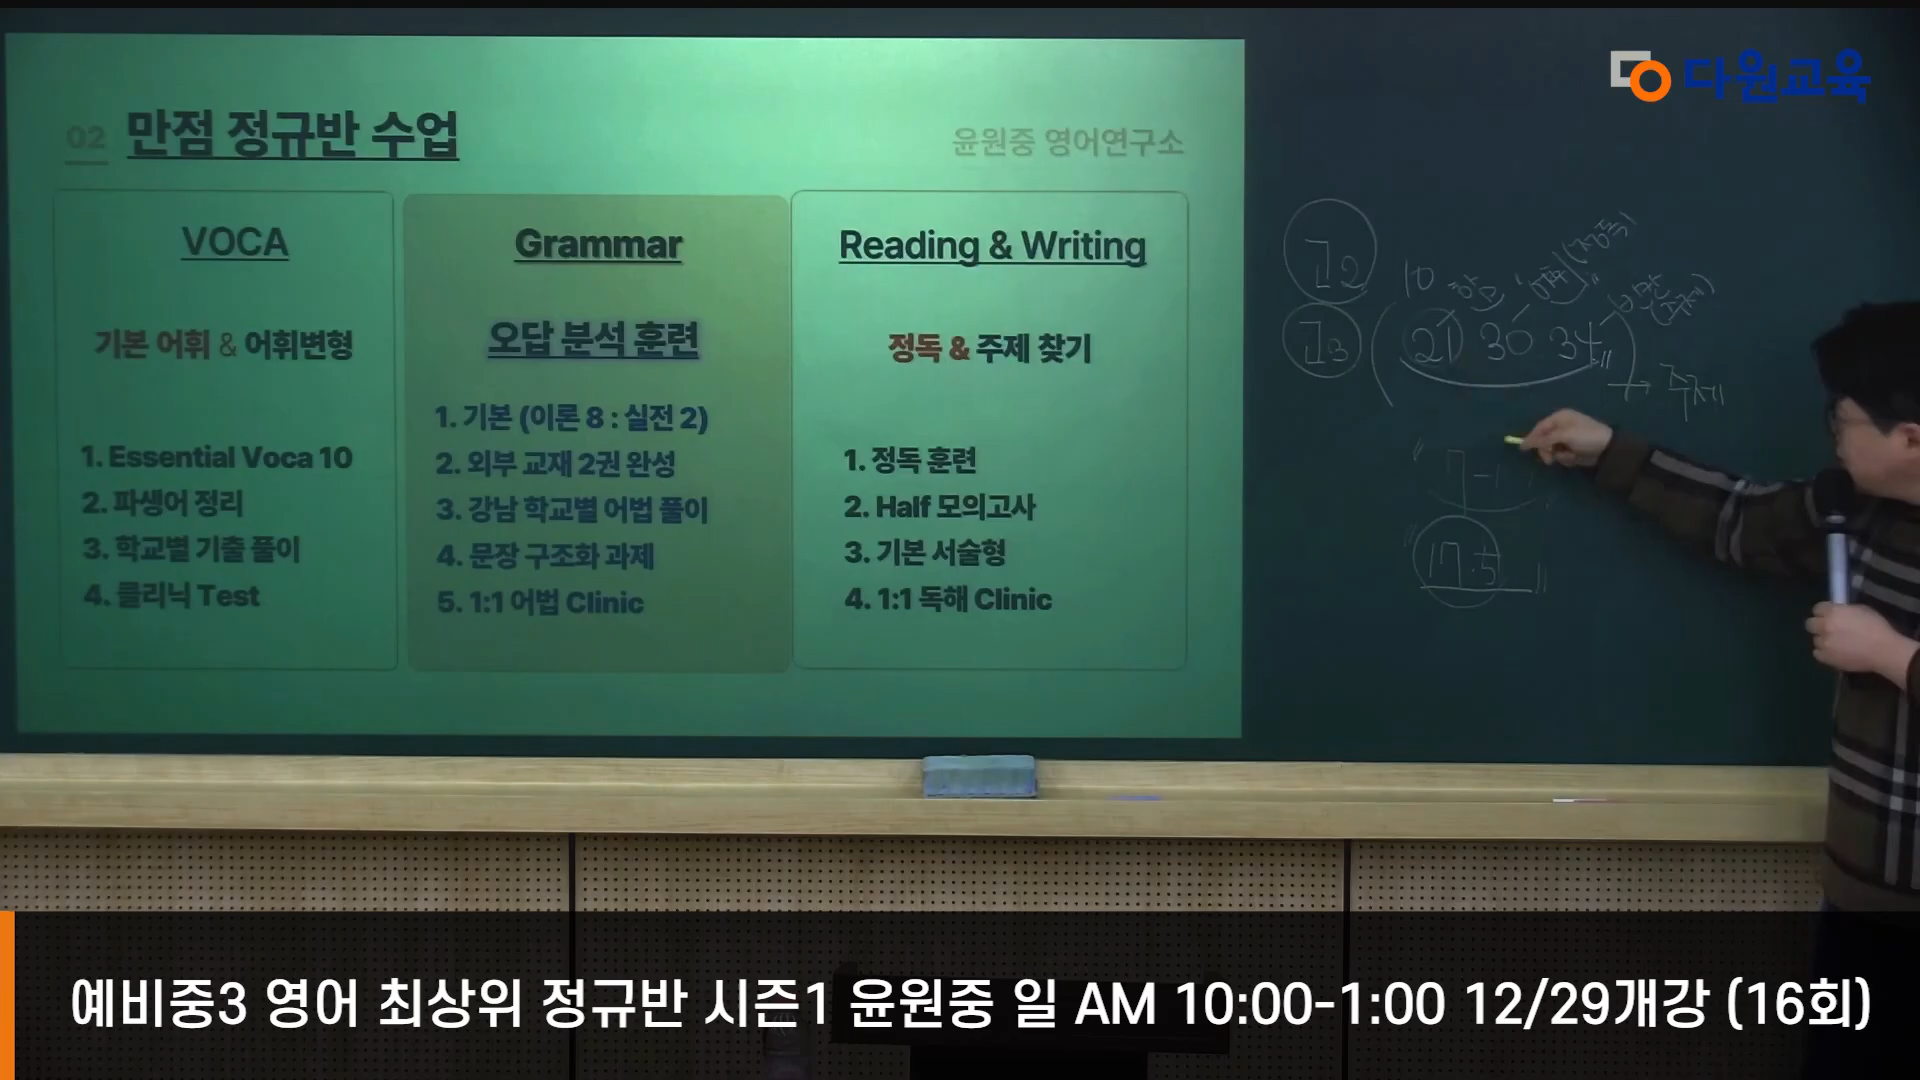 다원교육
02 만점 정규반 수업
윤원중 영어연구소
VOCA
기본 어휘 & 어휘변형
1. Essential Voca 10
2. 파생어 정리
3. 학교별 기출 풀이
4. 클리닉 Test
Grammar
오답 분석 훈련
1. 기본 (이론 8 : 실전 2)
2. 외부 교재 2권 완성
3. 강남 학교별 어법 풀이
4. 문장 구조화 과제
5. 1:1 어법 Clinic
Reading & Writing
정독 & 주제 찾기
1. 정독 훈련
2. Half 모의고사
3. 기본 서술형
4. 1:1 독해 Clinic
고2
10
(정독)
고3
21 30 34
(주제)
주제
17.5
예비중3 영어 최상위 정규반 시즌1 윤원중 일 AM 10:00-1:00 12/29개강 (16회)